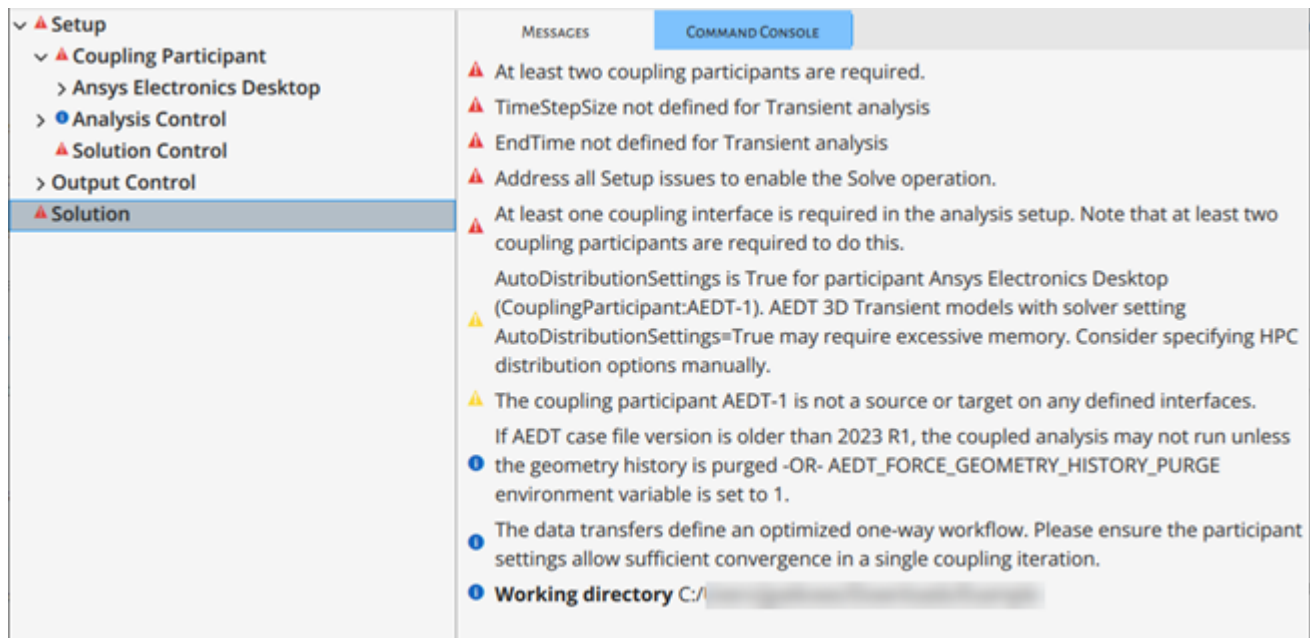 Setup
Coupling Participant
Ansys Electronics Desktop
Analysis Control
Solution Control
Output Control
Solution
MESSAGES
COMMAND CONSOLE
At least two coupling participants are required.
TimeStepSize not defined for Transient analysis
EndTime not defined for Transient analysis
Address all Setup issues to enable the Solve operation.
At least one coupling interface is required in the analysis setup. Note that at least two
coupling participants are required to do this.
AutoDistributionSettings is True for participant Ansys Electronics Desktop
(CouplingParticipant:AEDT-1). AEDT 3D Transient models with solver setting
AutoDistributionSettings=True may require excessive memory. Consider specifying HPC
distribution options manually.
The coupling participant AEDT-1 is not a source or target on any defined interfaces.
If AEDT case file version is older than 2023 R1, the coupled analysis may not run unless
the geometry history is purged -OR- AEDT_FORCE_GEOMETRY_HISTORY_PURGE
environment variable is set to 1.
The data transfers define an optimized one-way workflow. Please ensure the participant
settings allow sufficient convergence in a single coupling iteration.
Working directory C:/